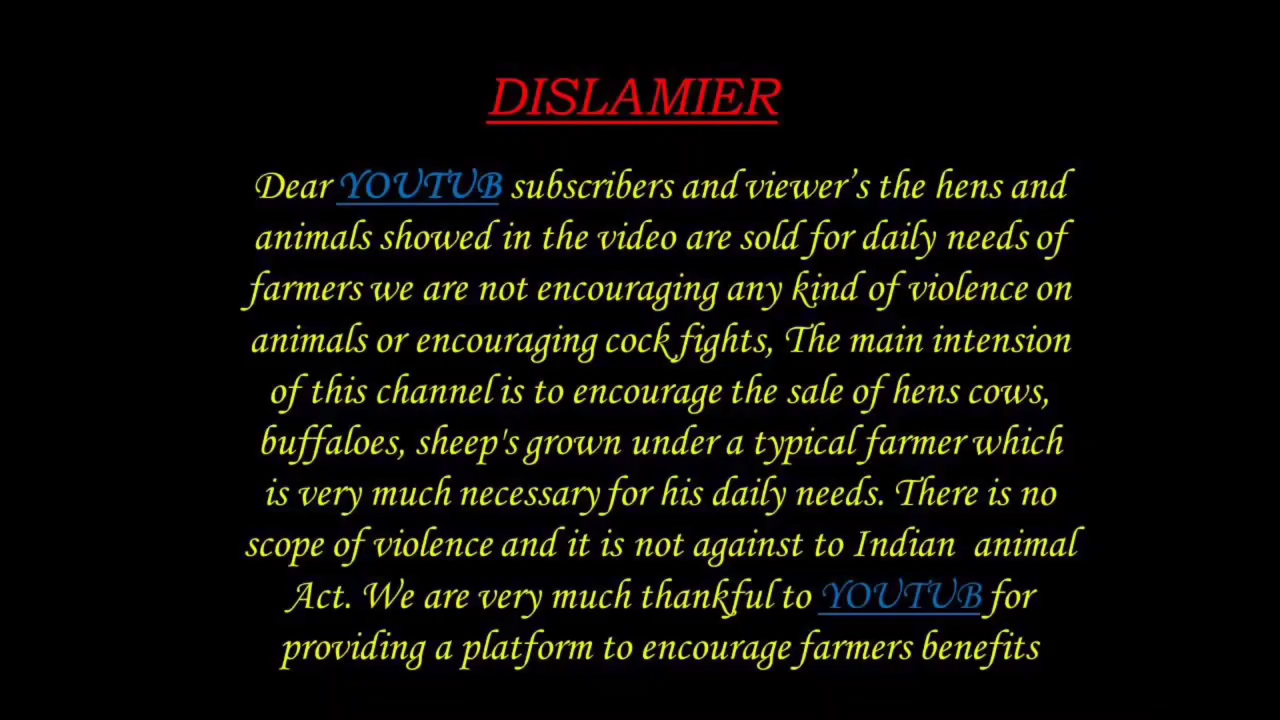 DISLAMIER
Dear YOUTUB subscribers and viewer’s the hens and
animals showed in the video are sold for daily needs of
farmers we are not encouraging any kind of violence on
animals or encouraging cock fights, The main intension
of this channel is to encourage the sale of hens cows,
buffaloes, sheep's grown under a typical farmer which
is very much necessary for his daily needs. There is no
scope of violence and it is not against to Indian animal
Act. We are very much thankful to YOUTUB for
providing a platform to encourage farmers benefits